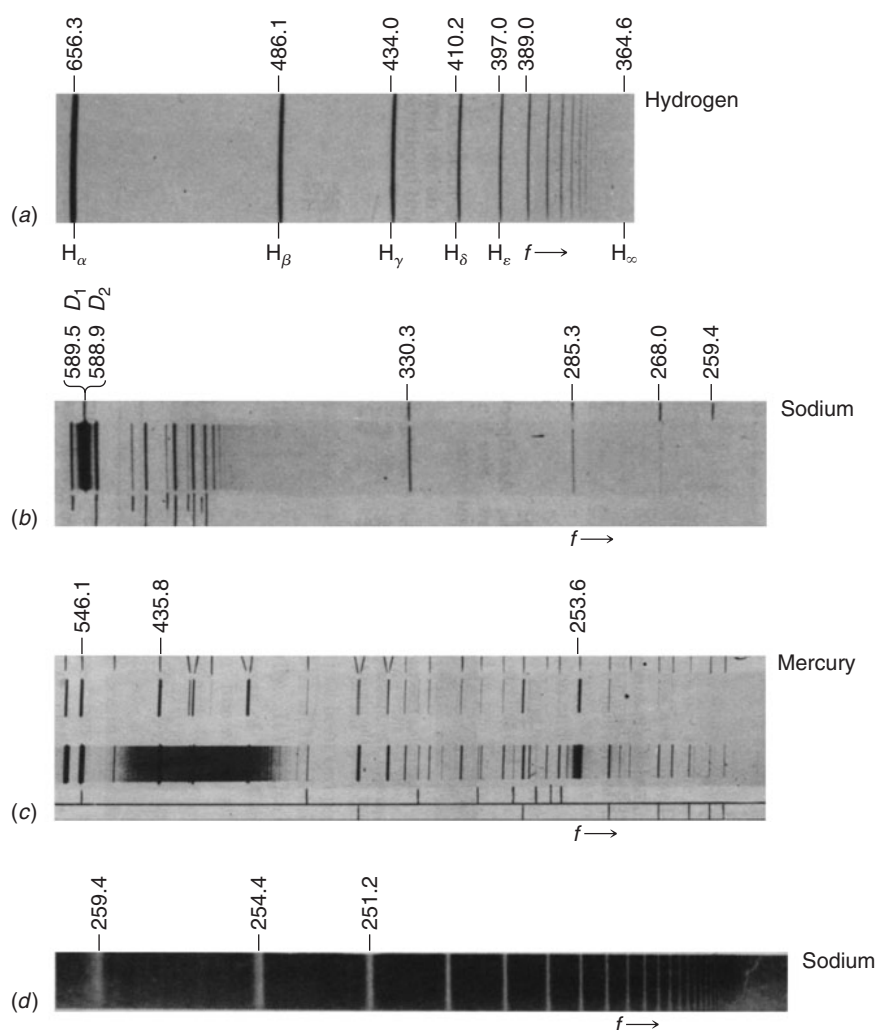 656.3 486.1 434.0 410.2 397.0 389.0 364.6
Hydrogen
(a)
Hα Hβ Hγ Hδ Hε f → H∞
589.5 D1
588.9 D2
330.3 285.3 268.0 259.4
Sodium
(b)
f →
546.1 435.8 253.6
Mercury
(c)
f →
259.4 254.4 251.2
Sodium
(d)
f →